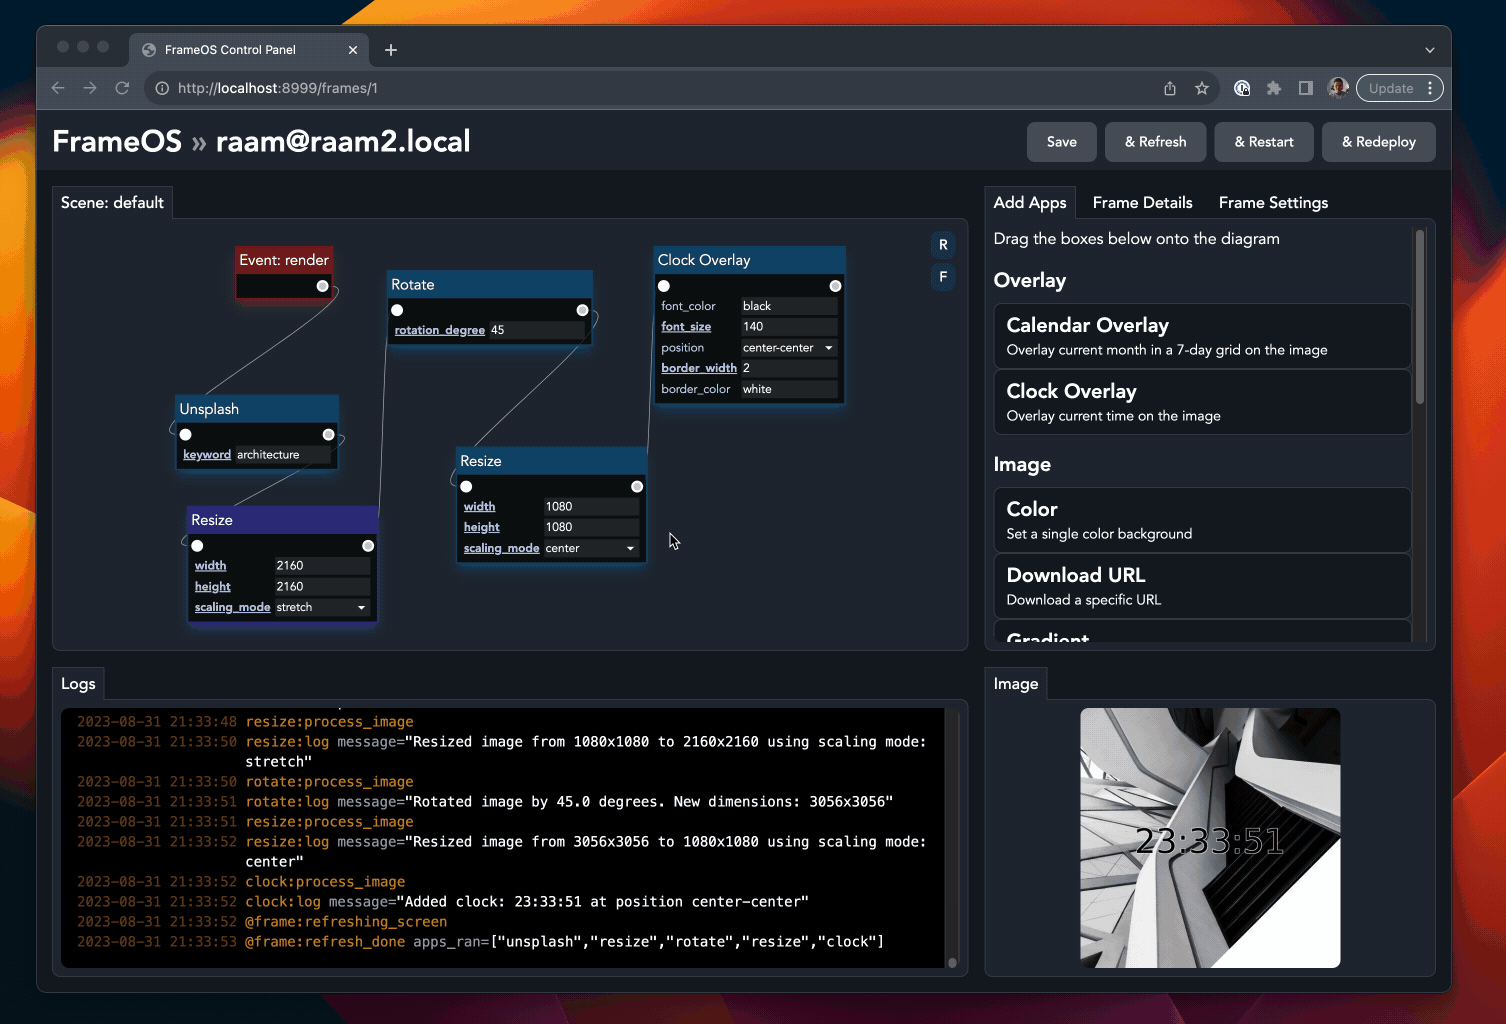 FrameOS Control Panel
http://localhost:8999/frames/1
Update
FrameOS » raam@raam2.local
Save
& Refresh
& Restart
& Redeploy
Scene: default
R
F
Event: render
Rotate
rotation_degree 45
Clock Overlay
font_color black
font_size 140
position center-center
border_width 2
border_color white
Unsplash
keyword architecture
Resize
width 2160
height 2160
scaling_mode stretch
Resize
width 1080
height 1080
scaling_mode center
Add Apps
Frame Details
Frame Settings
Drag the boxes below onto the diagram
Overlay
Calendar Overlay
Overlay current month in a 7-day grid on the image
Clock Overlay
Overlay current time on the image
Image
Color
Set a single color background
Download URL
Download a specific URL
Gradient
Logs
2023-08-31 21:33:48 resize:process_image
2023-08-31 21:33:50 resize:log message="Resized image from 1080x1080 to 2160x2160 using scaling mode:
stretch"
2023-08-31 21:33:50 rotate:process_image
2023-08-31 21:33:51 rotate:log message="Rotated image by 45.0 degrees. New dimensions: 3056x3056"
2023-08-31 21:33:51 resize:process_image
2023-08-31 21:33:52 resize:log message="Resized image from 3056x3056 to 1080x1080 using scaling mode:
center"
2023-08-31 21:33:52 clock:process_image
2023-08-31 21:33:52 clock:log message="Added clock: 23:33:51 at position center-center"
2023-08-31 21:33:52 @frame:refreshing_screen
2023-08-31 21:33:53 @frame:refresh_done apps_ran=["unsplash","resize","rotate","resize","clock"]
Image
23:33:51